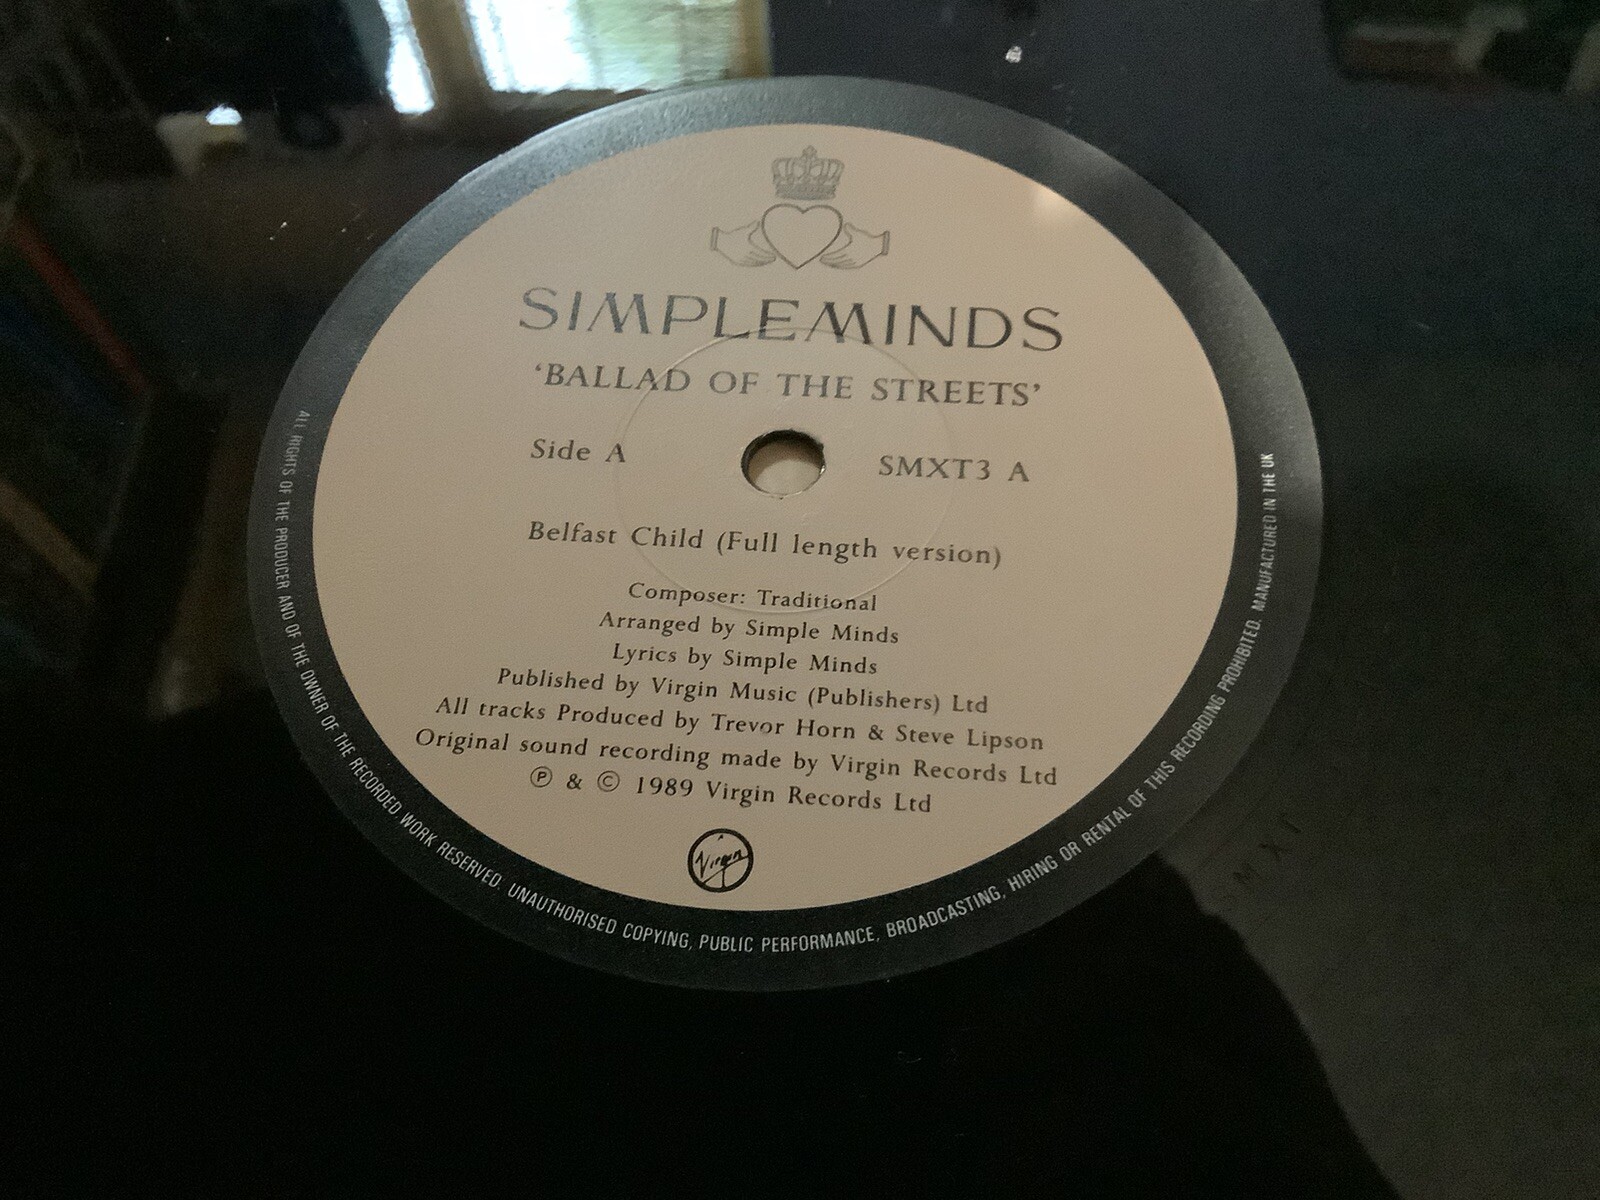 SIMPLE MINDS
‘BALLAD OF THE STREETS’
Side A
SMXT3 A
Belfast Child (Full length version)
Composer: Traditional
Arranged by Simple Minds
Lyrics by Simple Minds
Published by Virgin Music (Publishers) Ltd
All tracks Produced by Trevor Horn & Steve Lipson
Original sound recording made by Virgin Records Ltd
Ⓟ & © 1989 Virgin Records Ltd
Virgin
ALL RIGHTS OF THE PRODUCER AND OF THE OWNER OF THE RECORDED WORK RESERVED. UNAUTHORISED COPYING, PUBLIC PERFORMANCE, BROADCASTING, HIRING OR RENTAL OF THIS RECORDING PROHIBITED. MANUFACTURED IN THE UK